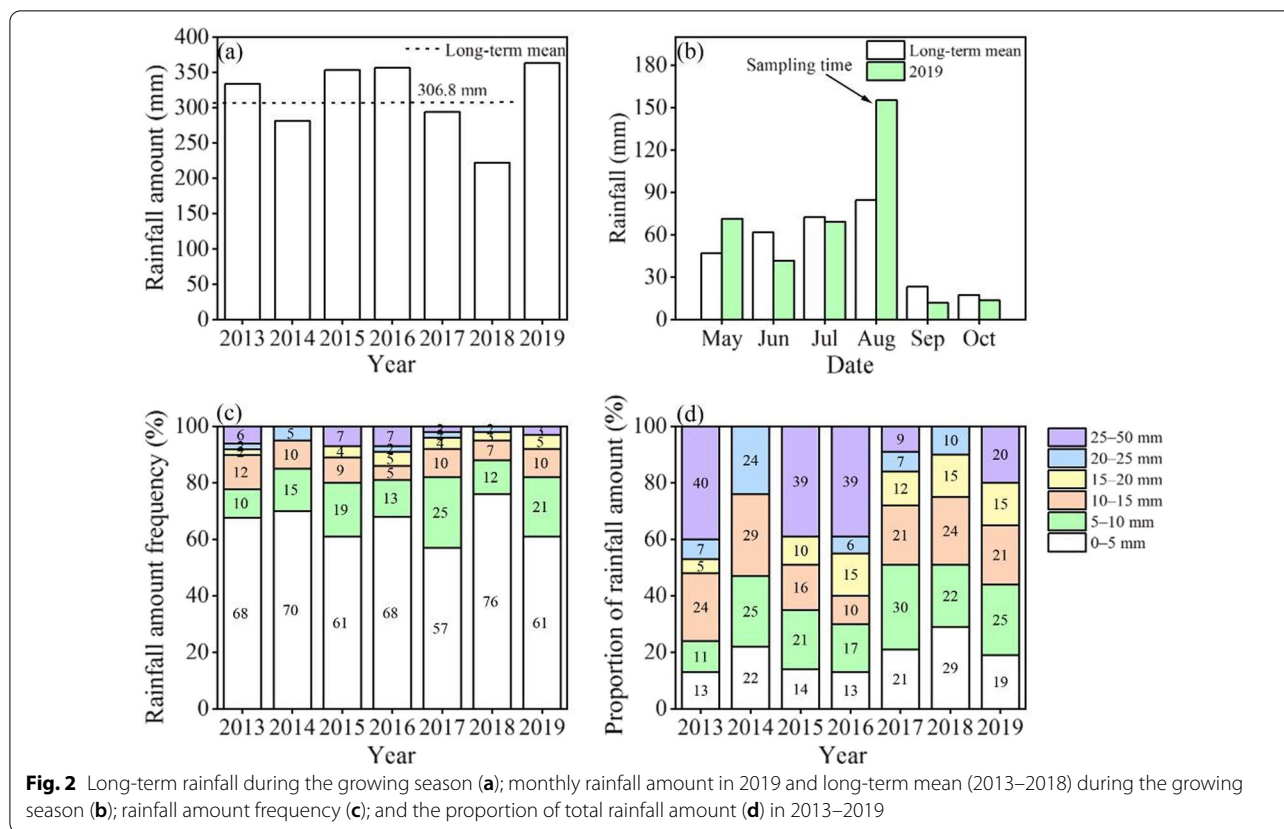 (a)
Long-term mean
306.8 mm
Rainfall amount (mm)
400
350
300
250
200
150
100
50
0
2013 2014 2015 2016 2017 2018 2019
Year
(b)
Long-term mean
2019
Sampling time
Rainfall (mm)
180
150
120
90
60
30
0
May Jun Jul Aug Sep Oct
Date
(c)
Rainfall amount frequency (%)
100
80
60
40
20
0
6 5 7 7 2 2 3
2 10 4 2 2 3 5
2 15 9 5 4 7 10
12 70 19 5 10 12 21
10 61 13 25 76 61
68 68 57
2013 2014 2015 2016 2017 2018 2019
Year
(d)
Proportion of rainfall amount (%)
100
80
60
40
20
0
40 24 39 39 9 10 20
7 29 10 6 7 15 15
5 25 16 15 12 24 21
24 22 21 10 21 22 25
11 14 17 30 29 19
13 13 21
2013 2014 2015 2016 2017 2018 2019
Year
25–50 mm
20–25 mm
15–20 mm
10–15 mm
5–10 mm
0–5 mm
Fig. 2 Long-term rainfall during the growing season (a); monthly rainfall amount in 2019 and long-term mean (2013–2018) during the growing
season (b); rainfall amount frequency (c); and the proportion of total rainfall amount (d) in 2013–2019